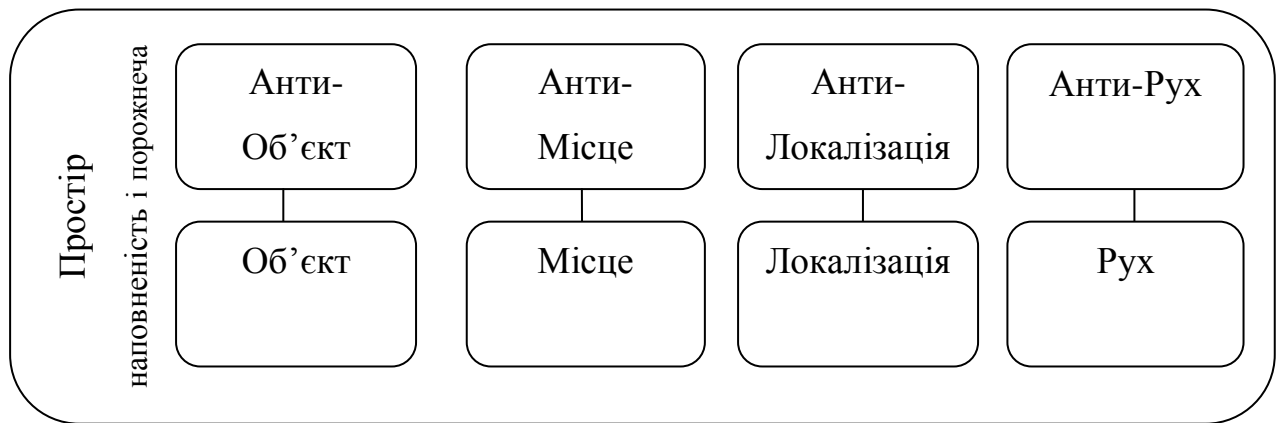 Простір
наповненість і порожнеча
Анти-
Об’єкт
Анти-
Місце
Анти-
Локалізація
Анти-Рух
Об’єкт
Місце
Локалізація
Рух